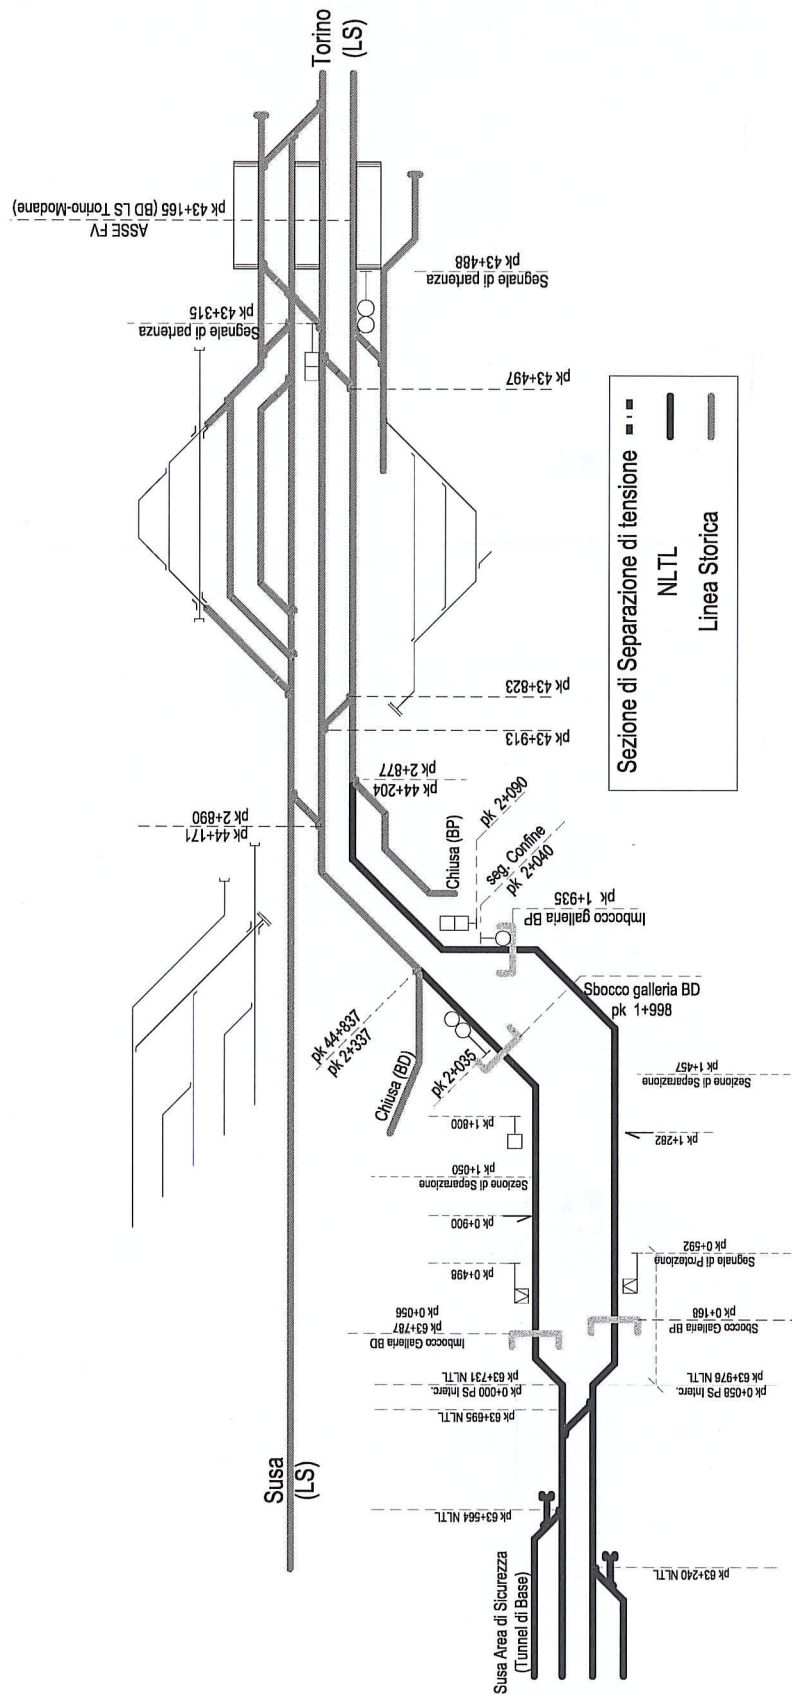 Torino
(LS)
ASSE FV
pk 43+165 (BD LS Torino-Modane)
Segnale di partenza
pk 43+315
Segnale di partenza
pk 43+488
pk 43+497
pk 43+823
pk 43+913
pk 44+204
pk 2+877
pk 44+171
pk 2+890
Chiusa (BP)
pk 2+090
seg. Confine
pk 2+040
Imbocco galleria BP
pk 1+935
Sbocco galleria BD
pk 1+998
pk 44+837
pk 2+337
Chiusa (BD)
pk 2+035
pk 1+800
Sezione di Separazione
pk 1+050
pk 0+900
pk 0+498
Sezione di Separazione
pk 1+457
pk 1+282
Segnale di Protezione
pk 0+592
Sbocco Galleria BP
pk 0+168
Imbocco Galleria BD
pk 63+787
pk 0+056
pk 0+000 PS Interc.
pk 63+731 NLTL
pk 63+695 NLTL
pk 0+058 PS Interc.
pk 63+976 NLTL
pk 63+564 NLTL
pk 63+240 NLTL
Susa
(LS)
Susa Area di Sicurezza
(Tunnel di Base)
Sezione di Separazione di tensione
NLTL
Linea Storica